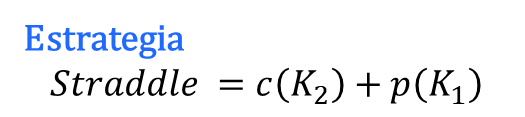 Estrategia
Straddle = c(K₂) + p(K₁)